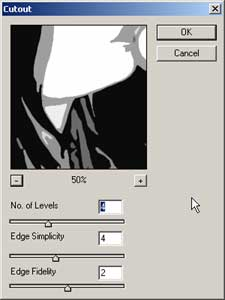 Cutout
OK
Cancel
- 50% +
No. of Levels 4
Edge Simplicity 4
Edge Fidelity 2